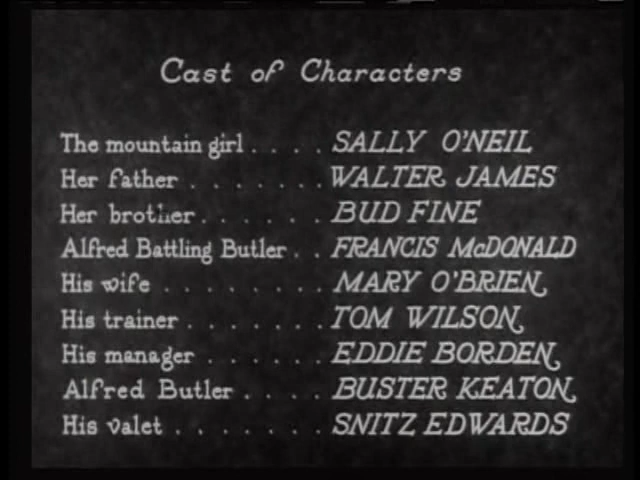 Cast of Characters
The mountain girl . . . . SALLY O'NEIL
Her father . . . . . . . WALTER JAMES
Her brother . . . . . . BUD FINE
Alfred Battling Butler . . FRANCIS McDONALD
His wife . . . . . . . . MARY O'BRIEN
His trainer . . . . . . . TOM WILSON
His manager . . . . . . EDDIE BORDEN
Alfred Butler . . . . BUSTER KEATON
His valet . . . . . . . SNITZ EDWARDS